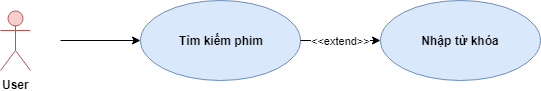 Tìm kiếm phim
<<extend>>
Nhập từ khóa
User